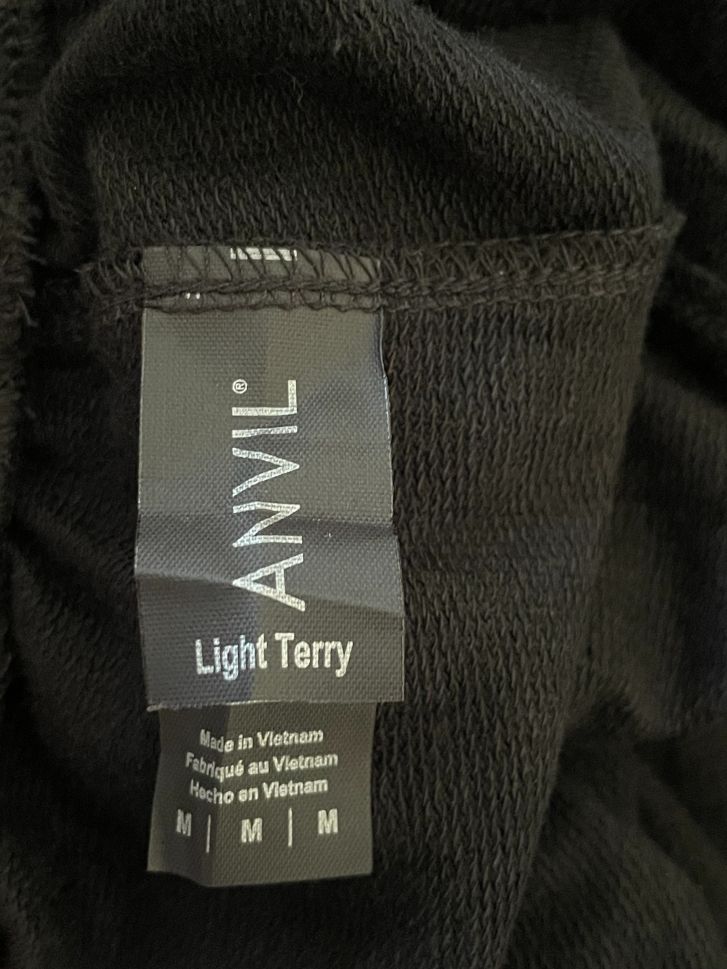 ANVIL®
Light Terry
Made in Vietnam
Fabriqué au Vietnam
Hecho en Vietnam
M | M | M